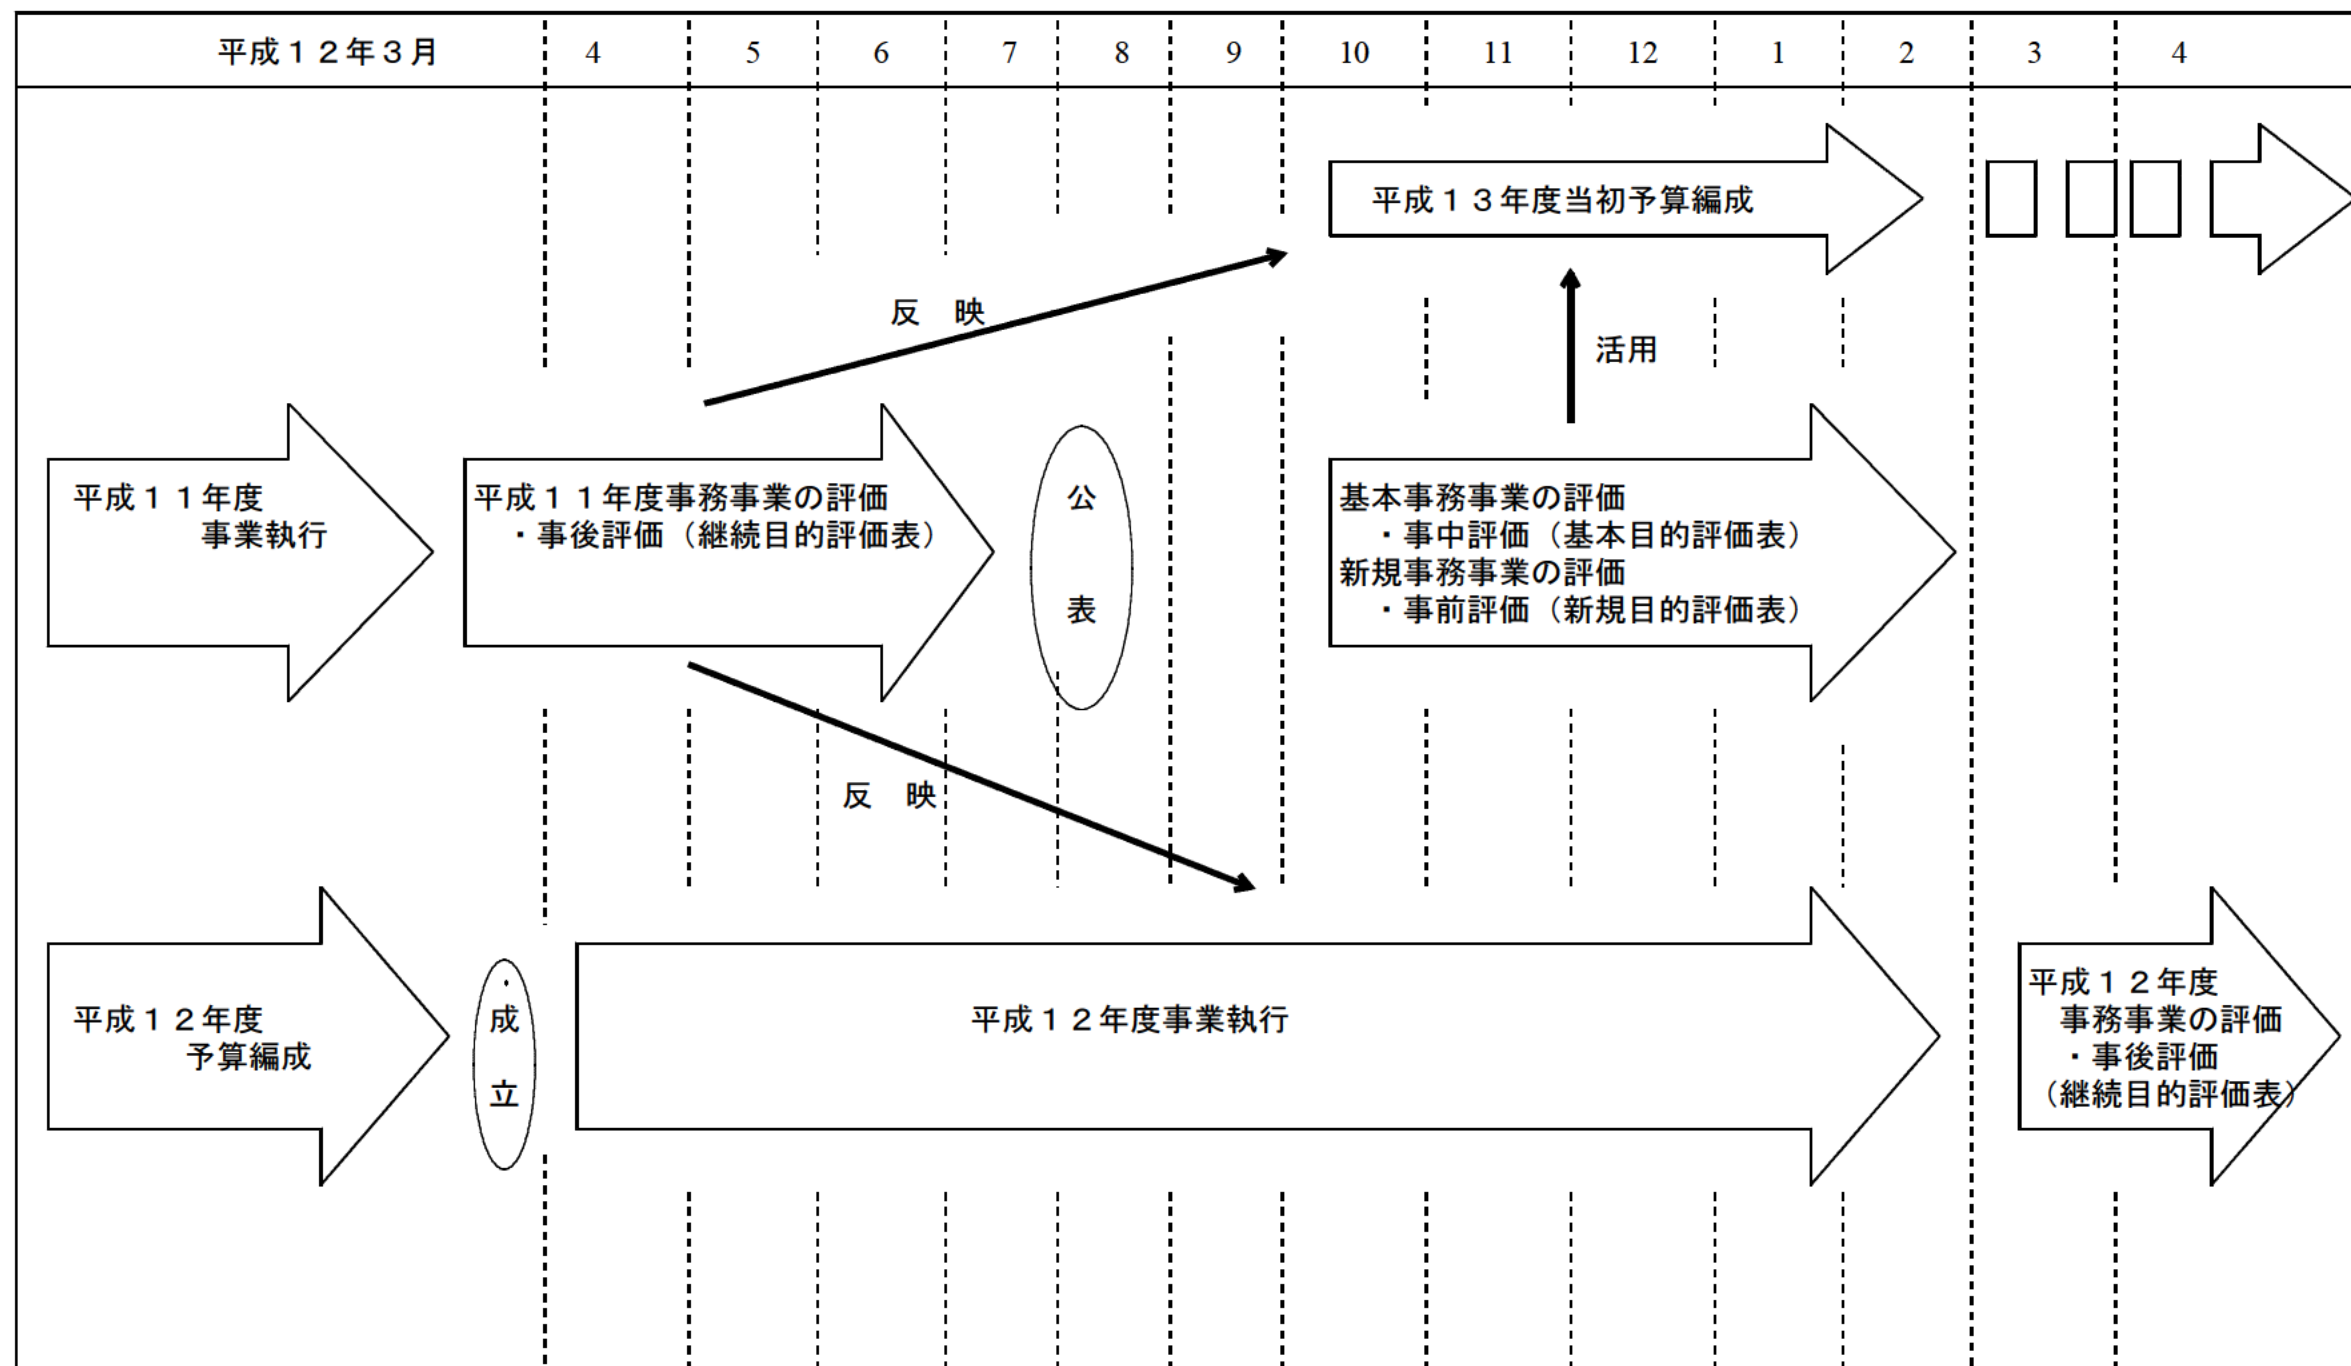 平成１２年３月 4 5 6 7 8 9 10 11 12 1 2 3 4
平成１３年度当初予算編成
反　映
活用
平成１１年度
事業執行
平成１１年度事務事業の評価
・事後評価（継続目的評価表）
公
表
基本事務事業の評価
・事中評価（基本目的評価表）
新規事務事業の評価
・事前評価（新規目的評価表）
反　映
平成１２年度
予算編成
成
立
平成１２年度事業執行
平成１２年度
事務事業の評価
・事後評価
（継続目的評価表）